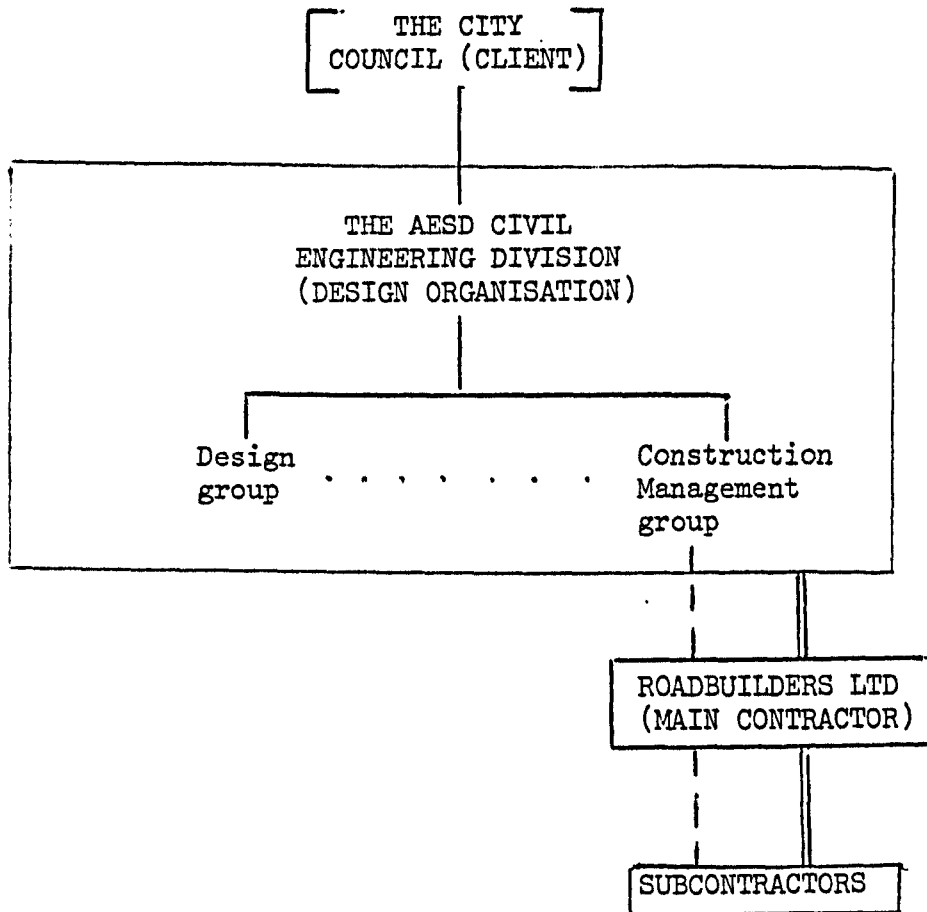 THE CITY
COUNCIL (CLIENT)
THE AESD CIVIL
ENGINEERING DIVISION
(DESIGN ORGANISATION)
Design
group
Construction
Management
group
ROADBUILDERS LTD
(MAIN CONTRACTOR)
SUBCONTRACTORS